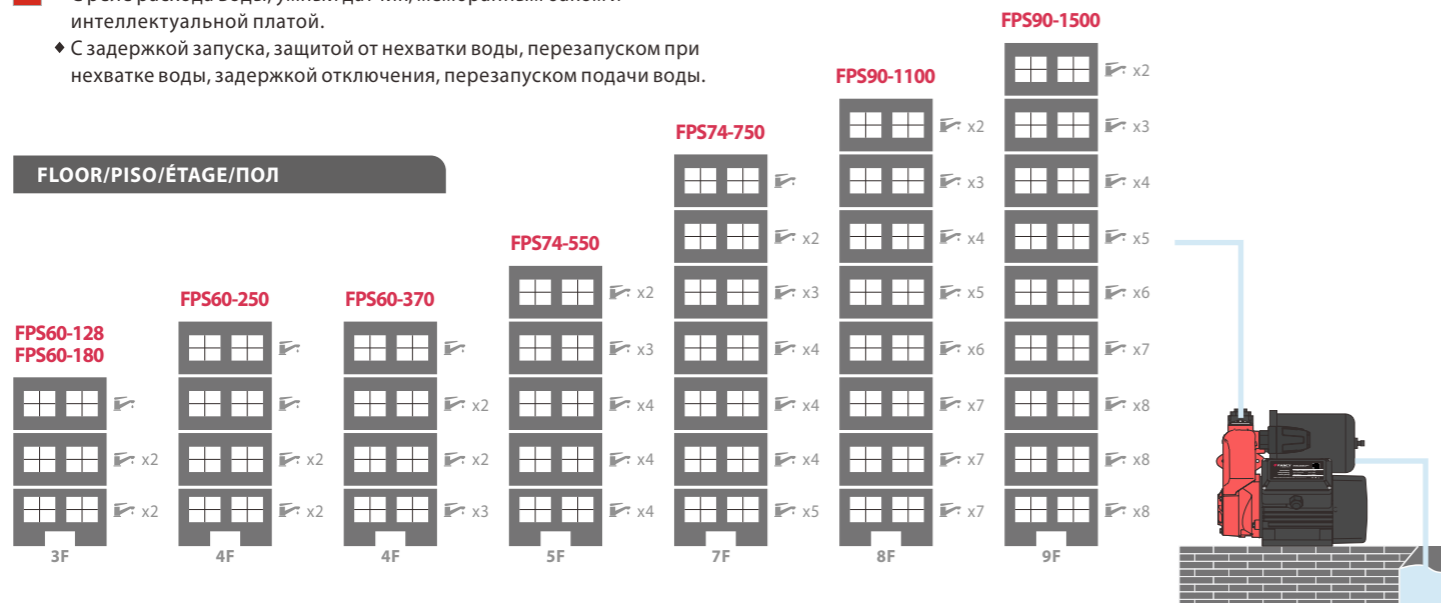 интеллектуальной платой.
♦ С задержкой запуска, защитой от нехватки воды, перезапуском при
нехватке воды, задержкой отключения, перезапуском подачи воды.
FLOOR/PISO/ÉTAGE/ПОЛ
FPS60-128
FPS60-180
x2
x2
3F
FPS60-250
x2
x2
4F
FPS60-370
x2
x2
x3
4F
FPS74-550
x2
x3
x4
x4
x4
5F
FPS74-750
x2
x3
x4
x4
x4
x5
7F
FPS90-1100
x2
x3
x4
x5
x6
x7
x7
x7
8F
FPS90-1500
x2
x3
x4
x5
x6
x7
x8
x8
x8
9F